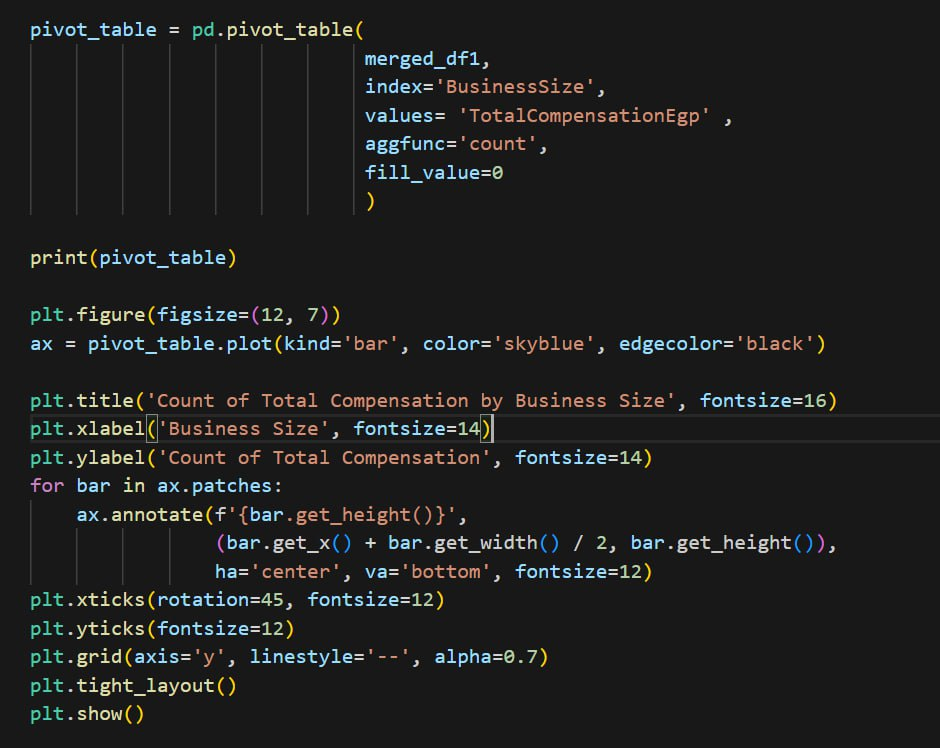 pivot_table = pd.pivot_table(
merged_df1,
index='BusinessSize',
values= 'TotalCompensationEgp' ,
aggfunc='count',
fill_value=0
)
print(pivot_table)
plt.figure(figsize=(12, 7))
ax = pivot_table.plot(kind='bar', color='skyblue', edgecolor='black')
plt.title('Count of Total Compensation by Business Size', fontsize=16)
plt.xlabel('Business Size', fontsize=14)
plt.ylabel('Count of Total Compensation', fontsize=14)
for bar in ax.patches:
ax.annotate(f'{bar.get_height()}',
(bar.get_x() + bar.get_width() / 2, bar.get_height()),
ha='center', va='bottom', fontsize=12)
plt.xticks(rotation=45, fontsize=12)
plt.yticks(fontsize=12)
plt.grid(axis='y', linestyle='--', alpha=0.7)
plt.tight_layout()
plt.show()